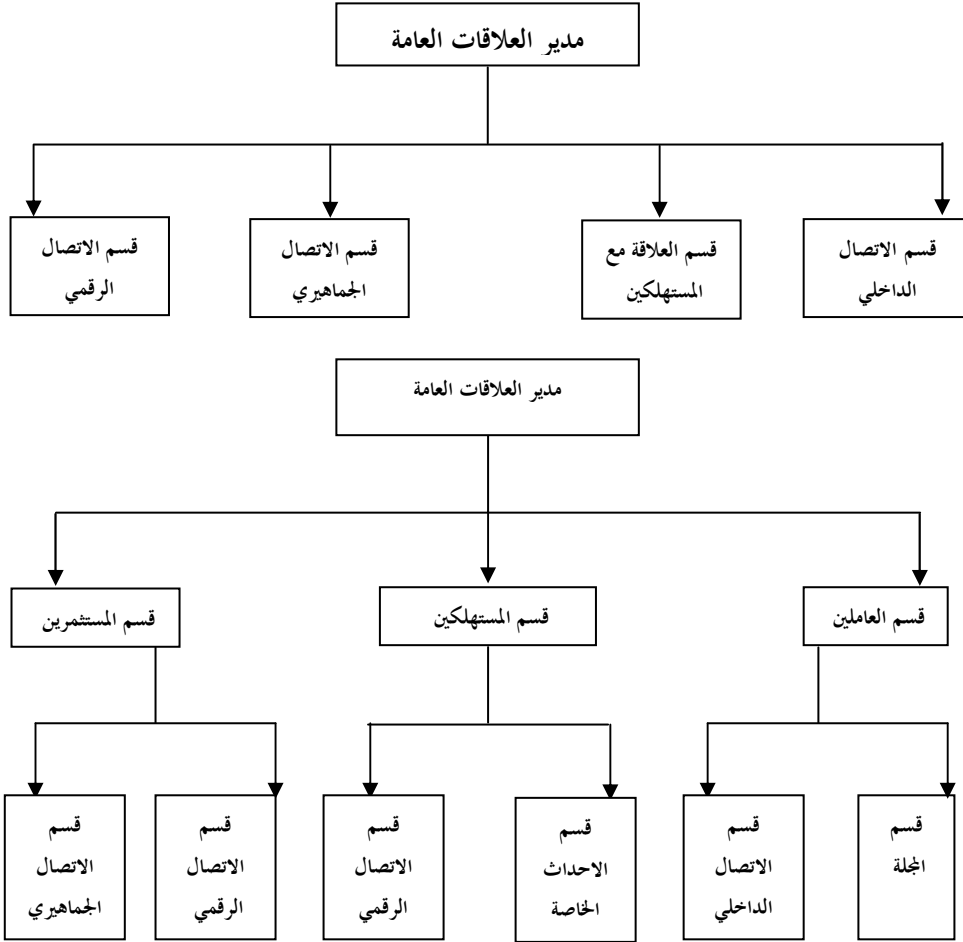 مدير العلاقات العامة
قسم الاتصال
الداخلي
قسم العلاقة مع
المستهلكين
قسم الاتصال
الجماهيري
قسم الاتصال
الرقمي
مدير العلاقات العامة
قسم العاملين
قسم المستهلكين
قسم المستثمرين
قسم
المجلة
قسم
الاتصال
الداخلي
قسم
الاحداث
الخاصة
قسم
الاتصال
الرقمي
قسم
الاتصال
الرقمي
قسم
الاتصال
الجماهيري